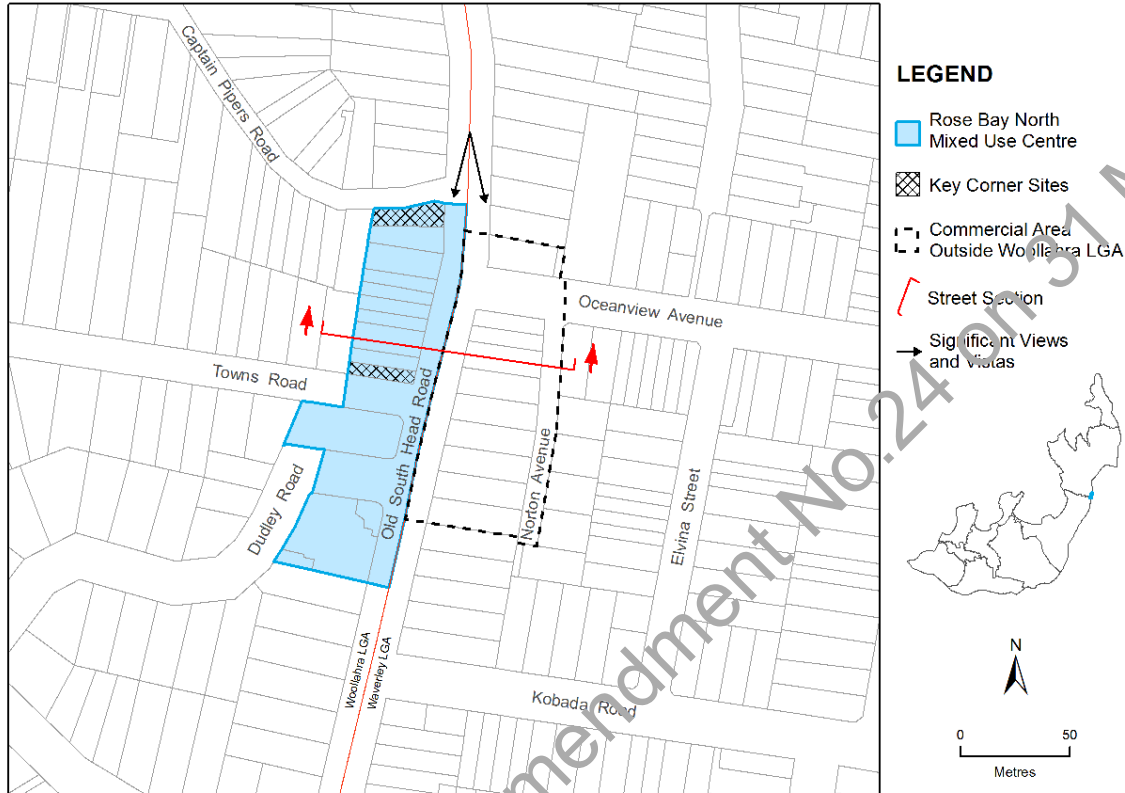 Captain Pipers Road
LEGEND
Rose Bay North
Mixed Use Centre
Key Corner Sites
Commercial Area
Outside Woollahra LGA
Street Section
Significant Views
and Vistas
Oceanview Avenue
Towns Road
Old South Head Road
Dudley Road
Norton Avenue
Elvina Street
Woollahra LGA
Waverley LGA
Kobada Road
N
0 50
Metres
mendment No.24 on 31 M